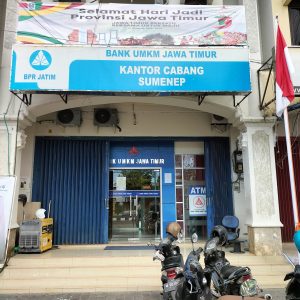 Selamat Hari Jadi
Provinsi Jawa Timur
BANK UMKM JAWA TIMUR
BPR JATIM
KANTOR CABANG
SUMENEP
K UMKM JAWA TIMUR
ATM